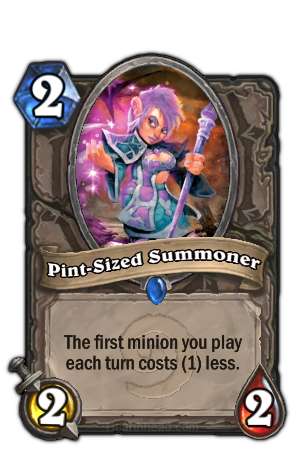 2
Pint-Sized Summoner
The first minion you play
each turn costs (1) less.
2
2